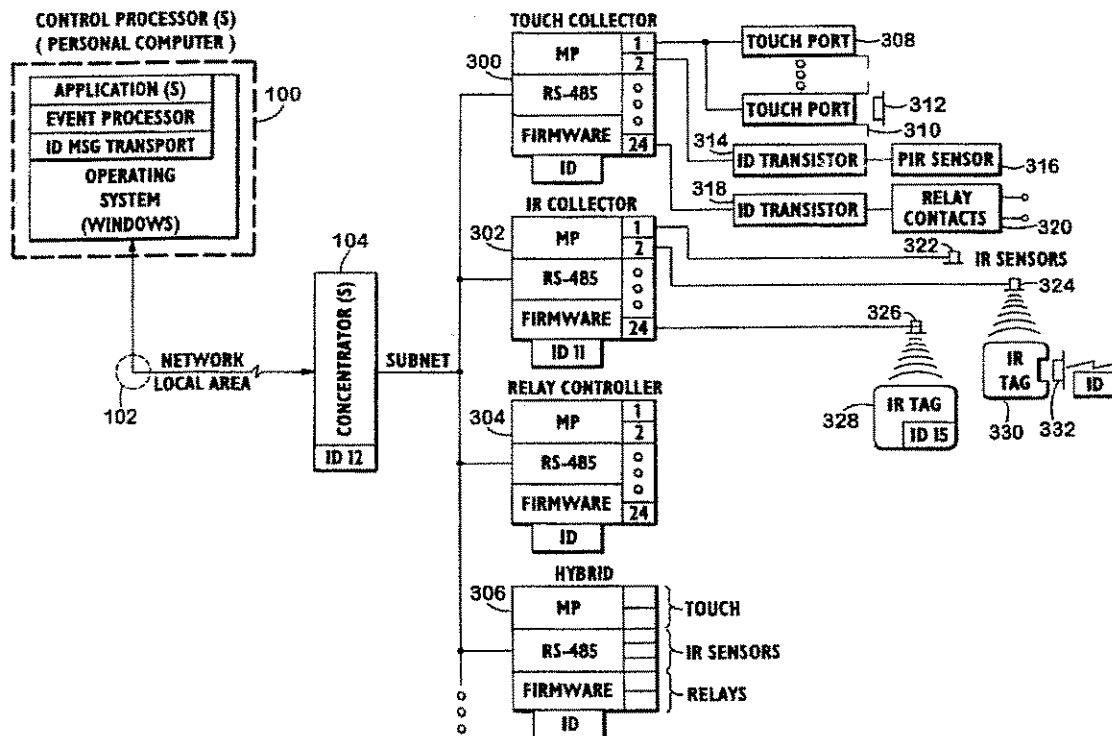 CONTROL PROCESSOR (S)
( PERSONAL COMPUTER )
100
APPLICATION (S)
EVENT PROCESSOR
ID MSG TRANSPORT
OPERATING
SYSTEM
(WINDOWS)
102
NETWORK
LOCAL AREA
104
CONCENTRATOR (S)
ID 12
SUBNET
TOUCH COLLECTOR
300
MP
RS-485
FIRMWARE
ID
1
2
24
TOUCH PORT
308
TOUCH PORT
312
310
314
ID TRANSISTOR
PIR SENSOR
316
318
ID TRANSISTOR
RELAY
CONTACTS
320
IR COLLECTOR
302
MP
RS-485
FIRMWARE
ID 11
1
2
24
322
IR SENSORS
324
326
IR TAG
ID 15
328
IR
TAG
330
332
ID
RELAY CONTROLLER
304
MP
RS-485
FIRMWARE
ID
1
2
24
HYBRID
306
MP
RS-485
FIRMWARE
ID
TOUCH
IR SENSORS
RELAYS